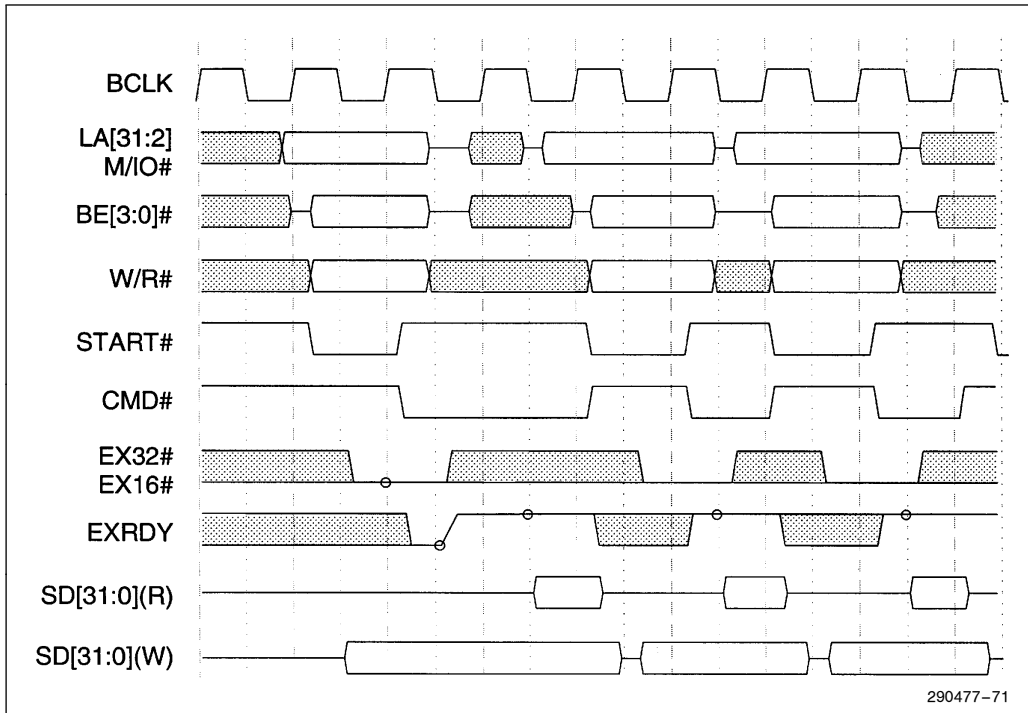 BCLK
LA[31:2]
M/IO#
BE[3:0]#
W/R#
START#
CMD#
EX32#
EX16#
EXRDY
SD[31:0](R)
SD[31:0](W)
290477–71